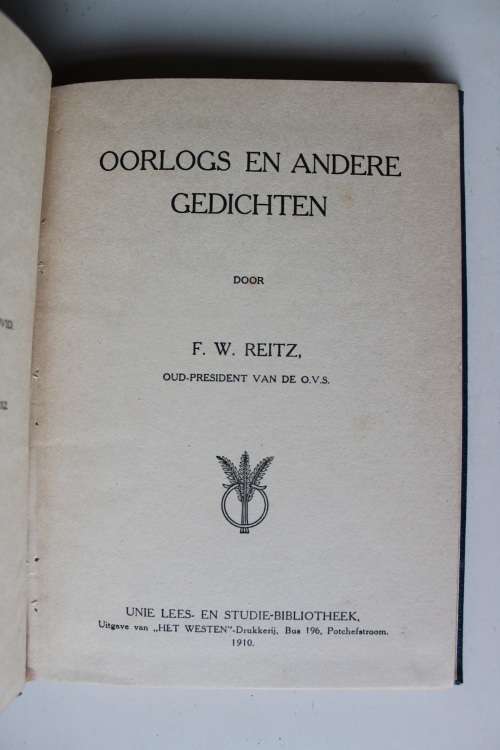 OORLOGS EN ANDERE
GEDICHTEN
DOOR
F. W. REITZ,
OUD-PRESIDENT VAN DE O.V.S.
UNIE LEES- EN STUDIE-BIBLIOTHEEK,
Uitgave van „HET WESTEN"-Drukkerij, Bus 196, Potchefstroom.
1910.